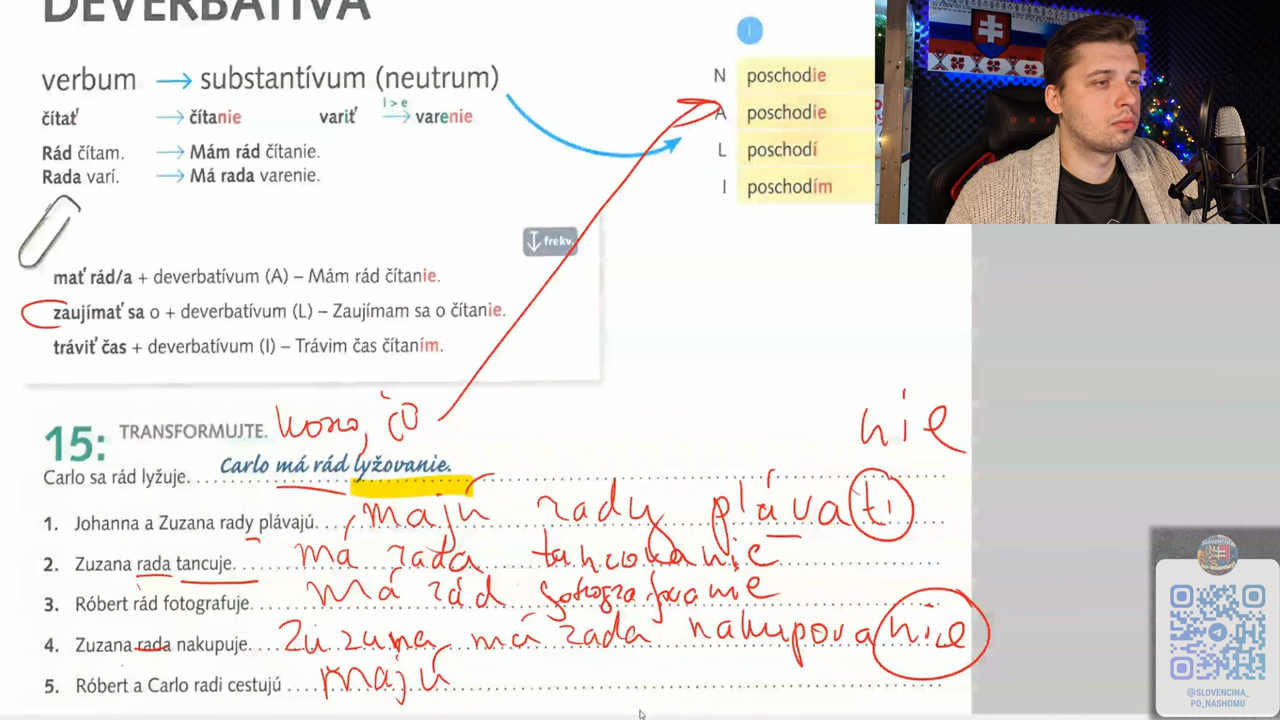 DEVERBATÍVA
verbum → substantívum (neutrum)
čítať → čítanie variť í > e → varenie
Rád čítam. → Mám rád čítanie.
Rada varí. → Má rada varenie.
N poschodie
A poschodie
L poschodí
I poschodím
frekv.
mať rád/a + deverbatívum (A) – Mám rád čítanie.
zaujímať sa o + deverbatívum (L) – Zaujímam sa o čítanie.
tráviť čas + deverbatívum (I) – Trávim čas čítaním.
15: TRANSFORMUJTE. koho, čo
nie
Carlo sa rád lyžuje. Carlo má rád lyžovanie.
1. Johanna a Zuzana rady plávajú. majú rady pláva
2. Zuzana rada tancuje. má rada
3. Róbert rád fotografuje. má rád
4. Zuzana rada nakupuje. Zuzana má rada nakupovanie
5. Róbert a Carlo radi cestujú majú
@SLOVENCINA_
PO_NASHOMU